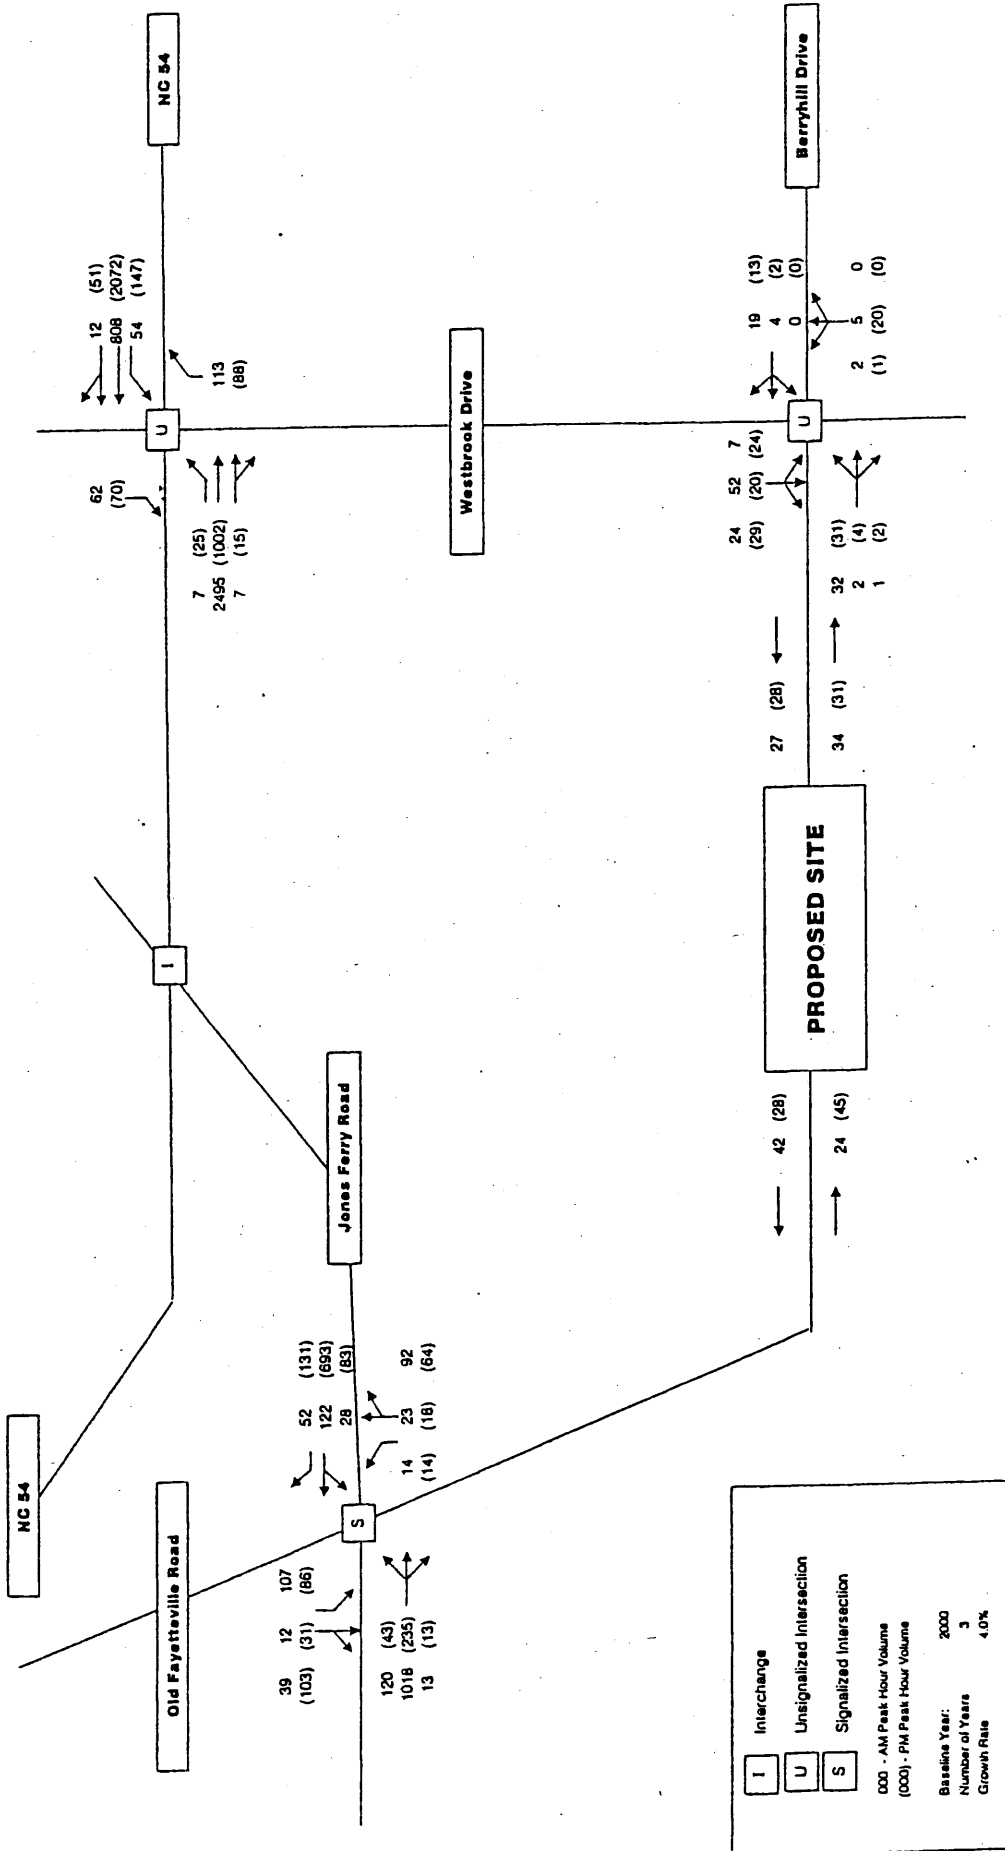 NC 54
NC 54
Old Fayetteville Road
Jones Ferry Road
Westbrook Drive
Berryhill Drive
PROPOSED SITE
I
U
S
U
12 (51)
808 (2072)
54 (147)
62
(70)
113
(88)
7 (25)
2495 (1002)
7 (15)
52 (131)
122 (693)
28 (83)
39 12 107
(103) (31) (86)
120 (43)
1018 (235)
13 (13)
14 23 92
(14) (18) (64)
42 (28)
24 (45)
27 (28)
34 (31)
24 52 7
(29) (20) (24)
19 (13)
4 (2)
0 (0)
32 (31)
2 (4)
1 (2)
2 5 0
(1) (20) (0)
I Interchange
U Unsignalized Intersection
S Signalized Intersection
000 - AM Peak Hour Volume
(000) - PM Peak Hour Volume
Baseline Year: 2000
Number of Years 3
Growth Rate 4.0%